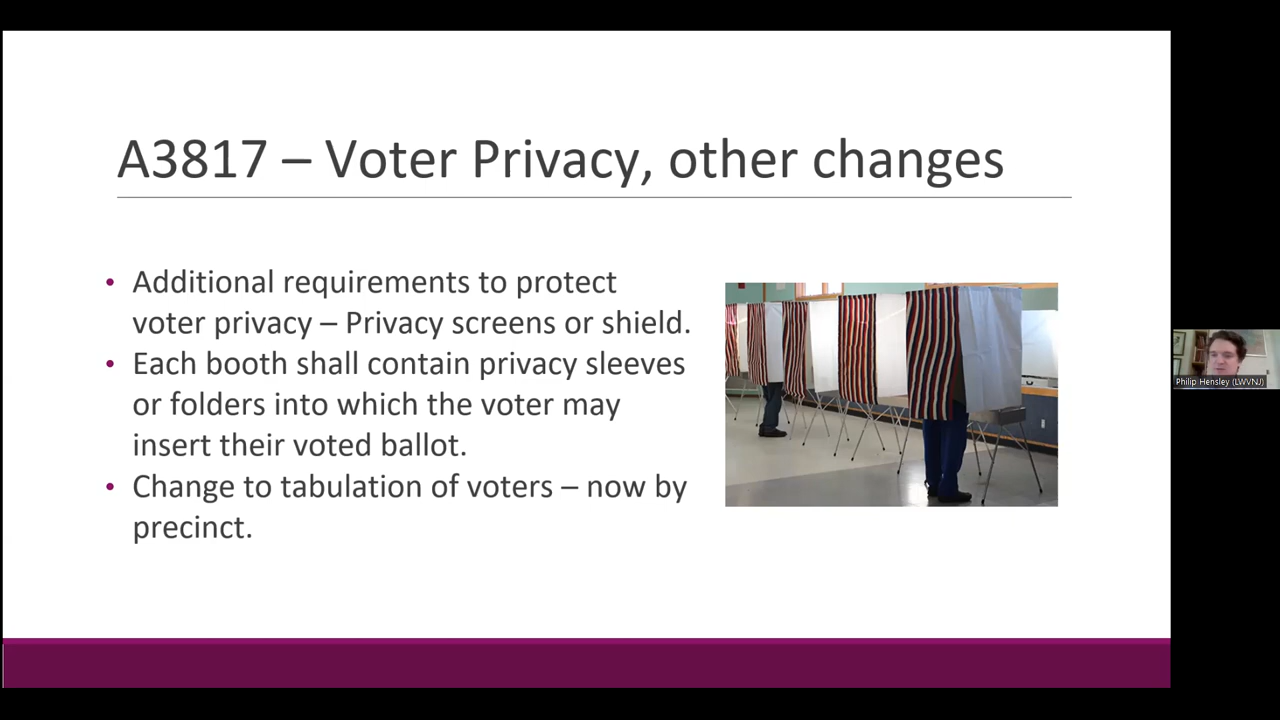 A3817 – Voter Privacy, other changes
• Additional requirements to protect
voter privacy – Privacy screens or shield.
• Each booth shall contain privacy sleeves
or folders into which the voter may
insert their voted ballot.
• Change to tabulation of voters – now by
precinct.
Philip Hensley (LWVNJ)